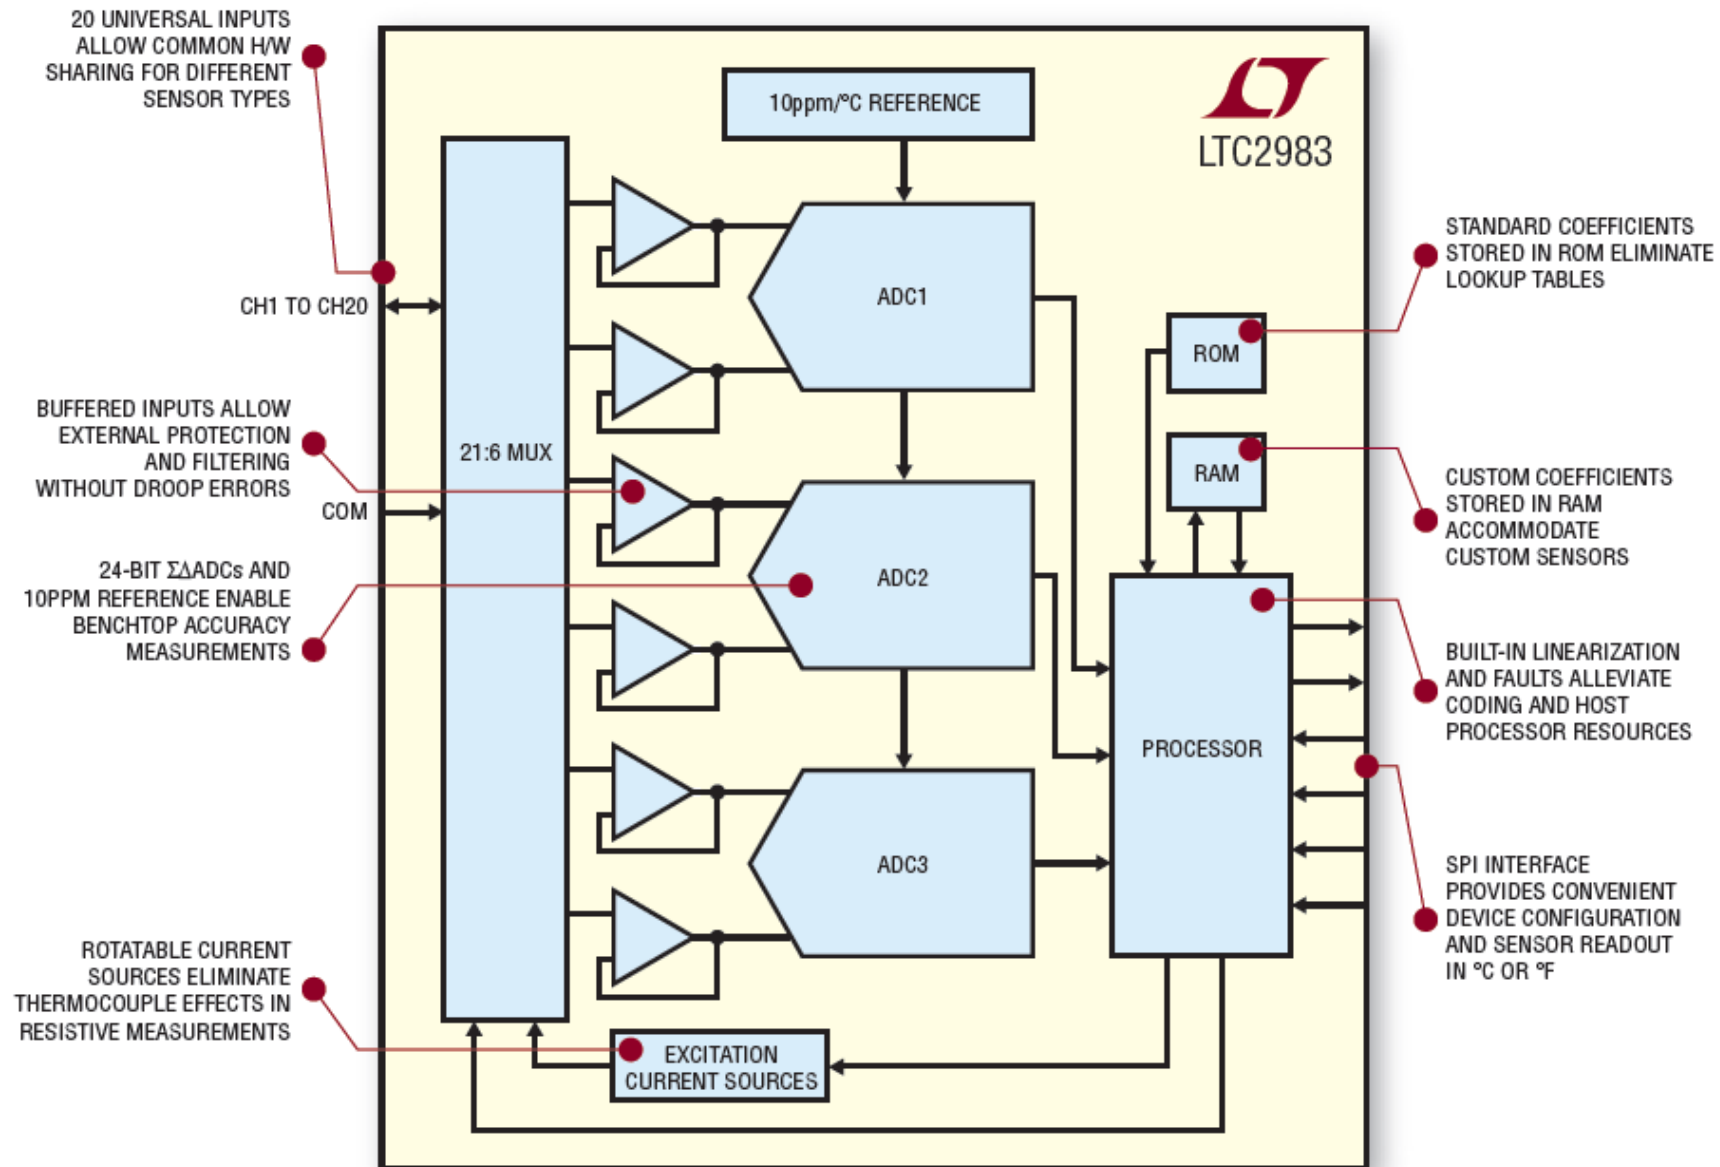 20 UNIVERSAL INPUTS
ALLOW COMMON H/W
SHARING FOR DIFFERENT
SENSOR TYPES
CH1 TO CH20
BUFFERED INPUTS ALLOW
EXTERNAL PROTECTION
AND FILTERING
WITHOUT DROOP ERRORS
COM
24-BIT ΣΔADCs AND
10PPM REFERENCE ENABLE
BENCHTOP ACCURACY
MEASUREMENTS
ROTATABLE CURRENT
SOURCES ELIMINATE
THERMOCOUPLE EFFECTS IN
RESISTIVE MEASUREMENTS
21:6 MUX
10ppm/°C REFERENCE
ADC1
ADC2
ADC3
EXCITATION
CURRENT SOURCES
LTC2983
ROM
RAM
PROCESSOR
STANDARD COEFFICIENTS
STORED IN ROM ELIMINATE
LOOKUP TABLES
CUSTOM COEFFICIENTS
STORED IN RAM
ACCOMMODATE
CUSTOM SENSORS
BUILT-IN LINEARIZATION
AND FAULTS ALLEVIATE
CODING AND HOST
PROCESSOR RESOURCES
SPI INTERFACE
PROVIDES CONVENIENT
DEVICE CONFIGURATION
AND SENSOR READOUT
IN °C OR °F